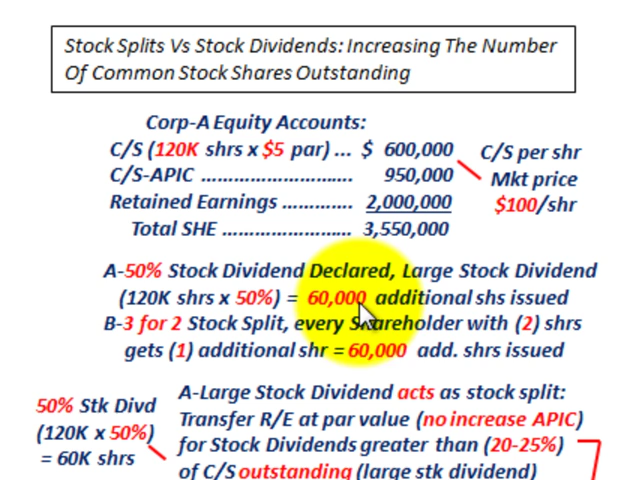 Stock Splits Vs Stock Dividends: Increasing The Number
Of Common Stock Shares Outstanding
Corp-A Equity Accounts:
C/S (120K shrs x $5 par) ... $ 600,000
C/S-APIC ............................ 950,000
Retained Earnings ............. 2,000,000
Total SHE ........................ 3,550,000
C/S per shr
Mkt price
$100/shr
A-50% Stock Dividend Declared, Large Stock Dividend
(120K shrs x 50%) = 60,000 additional shs issued
B-3 for 2 Stock Split, every Shareholder with (2) shrs
gets (1) additional shr = 60,000 add. shrs issued
50% Stk Divd
(120K x 50%)
= 60K shrs
A-Large Stock Dividend acts as stock split:
Transfer R/E at par value (no increase APIC)
for Stock Dividends greater than (20-25%)
of C/S outstanding (large stk dividend)